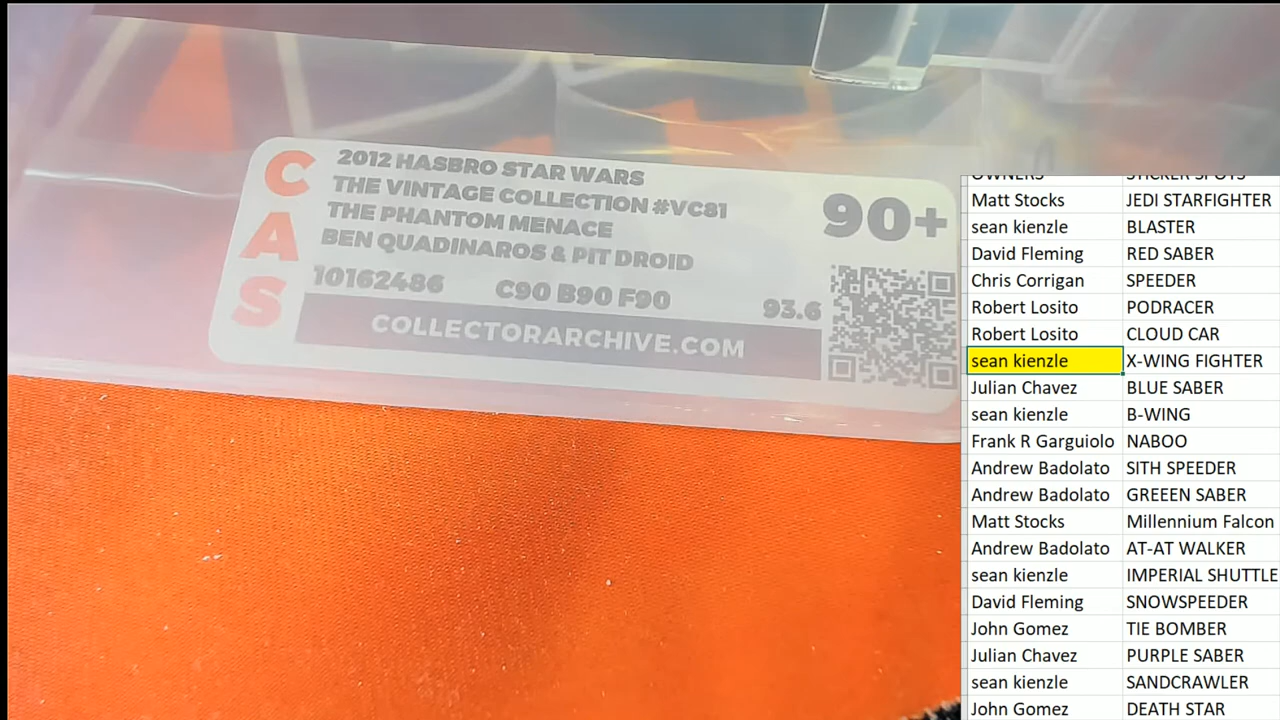 CAS
2012 HASBRO STAR WARS
THE VINTAGE COLLECTION #VC81
THE PHANTOM MENACE
BEN QUADINAROS & PIT DROID
10162486 C90 B90 F90 93.6
90+
COLLECTORARCHIVE.COM
OWNERS STICKER SPOTS
Matt Stocks JEDI STARFIGHTER
sean kienzle BLASTER
David Fleming RED SABER
Chris Corrigan SPEEDER
Robert Losito PODRACER
Robert Losito CLOUD CAR
sean kienzle X-WING FIGHTER
Julian Chavez BLUE SABER
sean kienzle B-WING
Frank R Garguiolo NABOO
Andrew Badolato SITH SPEEDER
Andrew Badolato GREEEN SABER
Matt Stocks Millennium Falcon
Andrew Badolato AT-AT WALKER
sean kienzle IMPERIAL SHUTTLE
David Fleming SNOWSPEEDER
John Gomez TIE BOMBER
Julian Chavez PURPLE SABER
sean kienzle SANDCRAWLER
John Gomez DEATH STAR